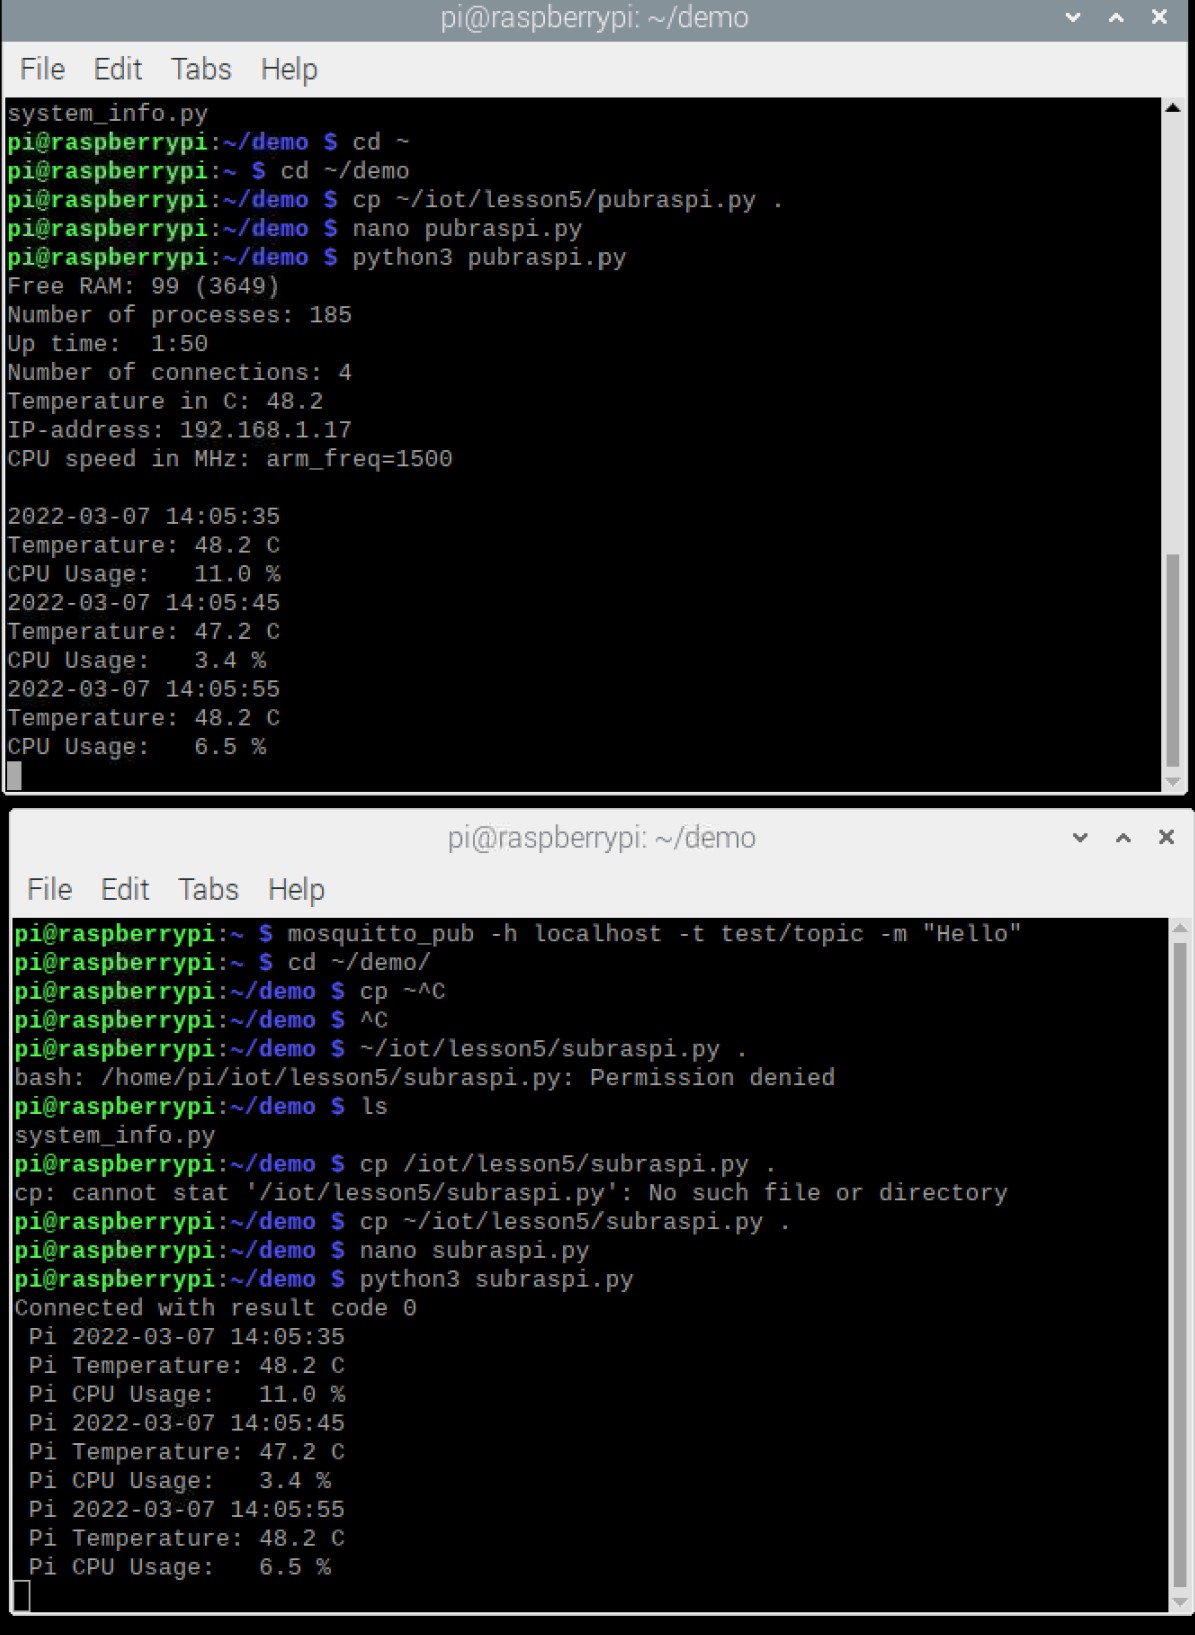 pi@raspberrypi: ~/demo
File Edit Tabs Help
system_info.py
pi@raspberrypi:~/demo $ cd ~
pi@raspberrypi:~ $ cd ~/demo
pi@raspberrypi:~/demo $ cp ~/iot/lesson5/pubraspi.py .
pi@raspberrypi:~/demo $ nano pubraspi.py
pi@raspberrypi:~/demo $ python3 pubraspi.py
Free RAM: 99 (3649)
Number of processes: 185
Up time:  1:50
Number of connections: 4
Temperature in C: 48.2
IP-address: 192.168.1.17
CPU speed in MHz: arm_freq=1500
2022-03-07 14:05:35
Temperature: 48.2 C
CPU Usage:   11.0 %
2022-03-07 14:05:45
Temperature: 47.2 C
CPU Usage:   3.4 %
2022-03-07 14:05:55
Temperature: 48.2 C
CPU Usage:   6.5 %
pi@raspberrypi: ~/demo
File Edit Tabs Help
pi@raspberrypi:~ $ mosquitto_pub -h localhost -t test/topic -m "Hello"
pi@raspberrypi:~ $ cd ~/demo/
pi@raspberrypi:~/demo $ cp ~^C
pi@raspberrypi:~/demo $ ^C
pi@raspberrypi:~/demo $ ~/iot/lesson5/subraspi.py .
bash: /home/pi/iot/lesson5/subraspi.py: Permission denied
pi@raspberrypi:~/demo $ ls
system_info.py
pi@raspberrypi:~/demo $ cp /iot/lesson5/subraspi.py .
cp: cannot stat '/iot/lesson5/subraspi.py': No such file or directory
pi@raspberrypi:~/demo $ cp ~/iot/lesson5/subraspi.py .
pi@raspberrypi:~/demo $ nano subraspi.py
pi@raspberrypi:~/demo $ python3 subraspi.py
Connected with result code 0
Pi 2022-03-07 14:05:35
Pi Temperature: 48.2 C
Pi CPU Usage:   11.0 %
Pi 2022-03-07 14:05:45
Pi Temperature: 47.2 C
Pi CPU Usage:   3.4 %
Pi 2022-03-07 14:05:55
Pi Temperature: 48.2 C
Pi CPU Usage:   6.5 %